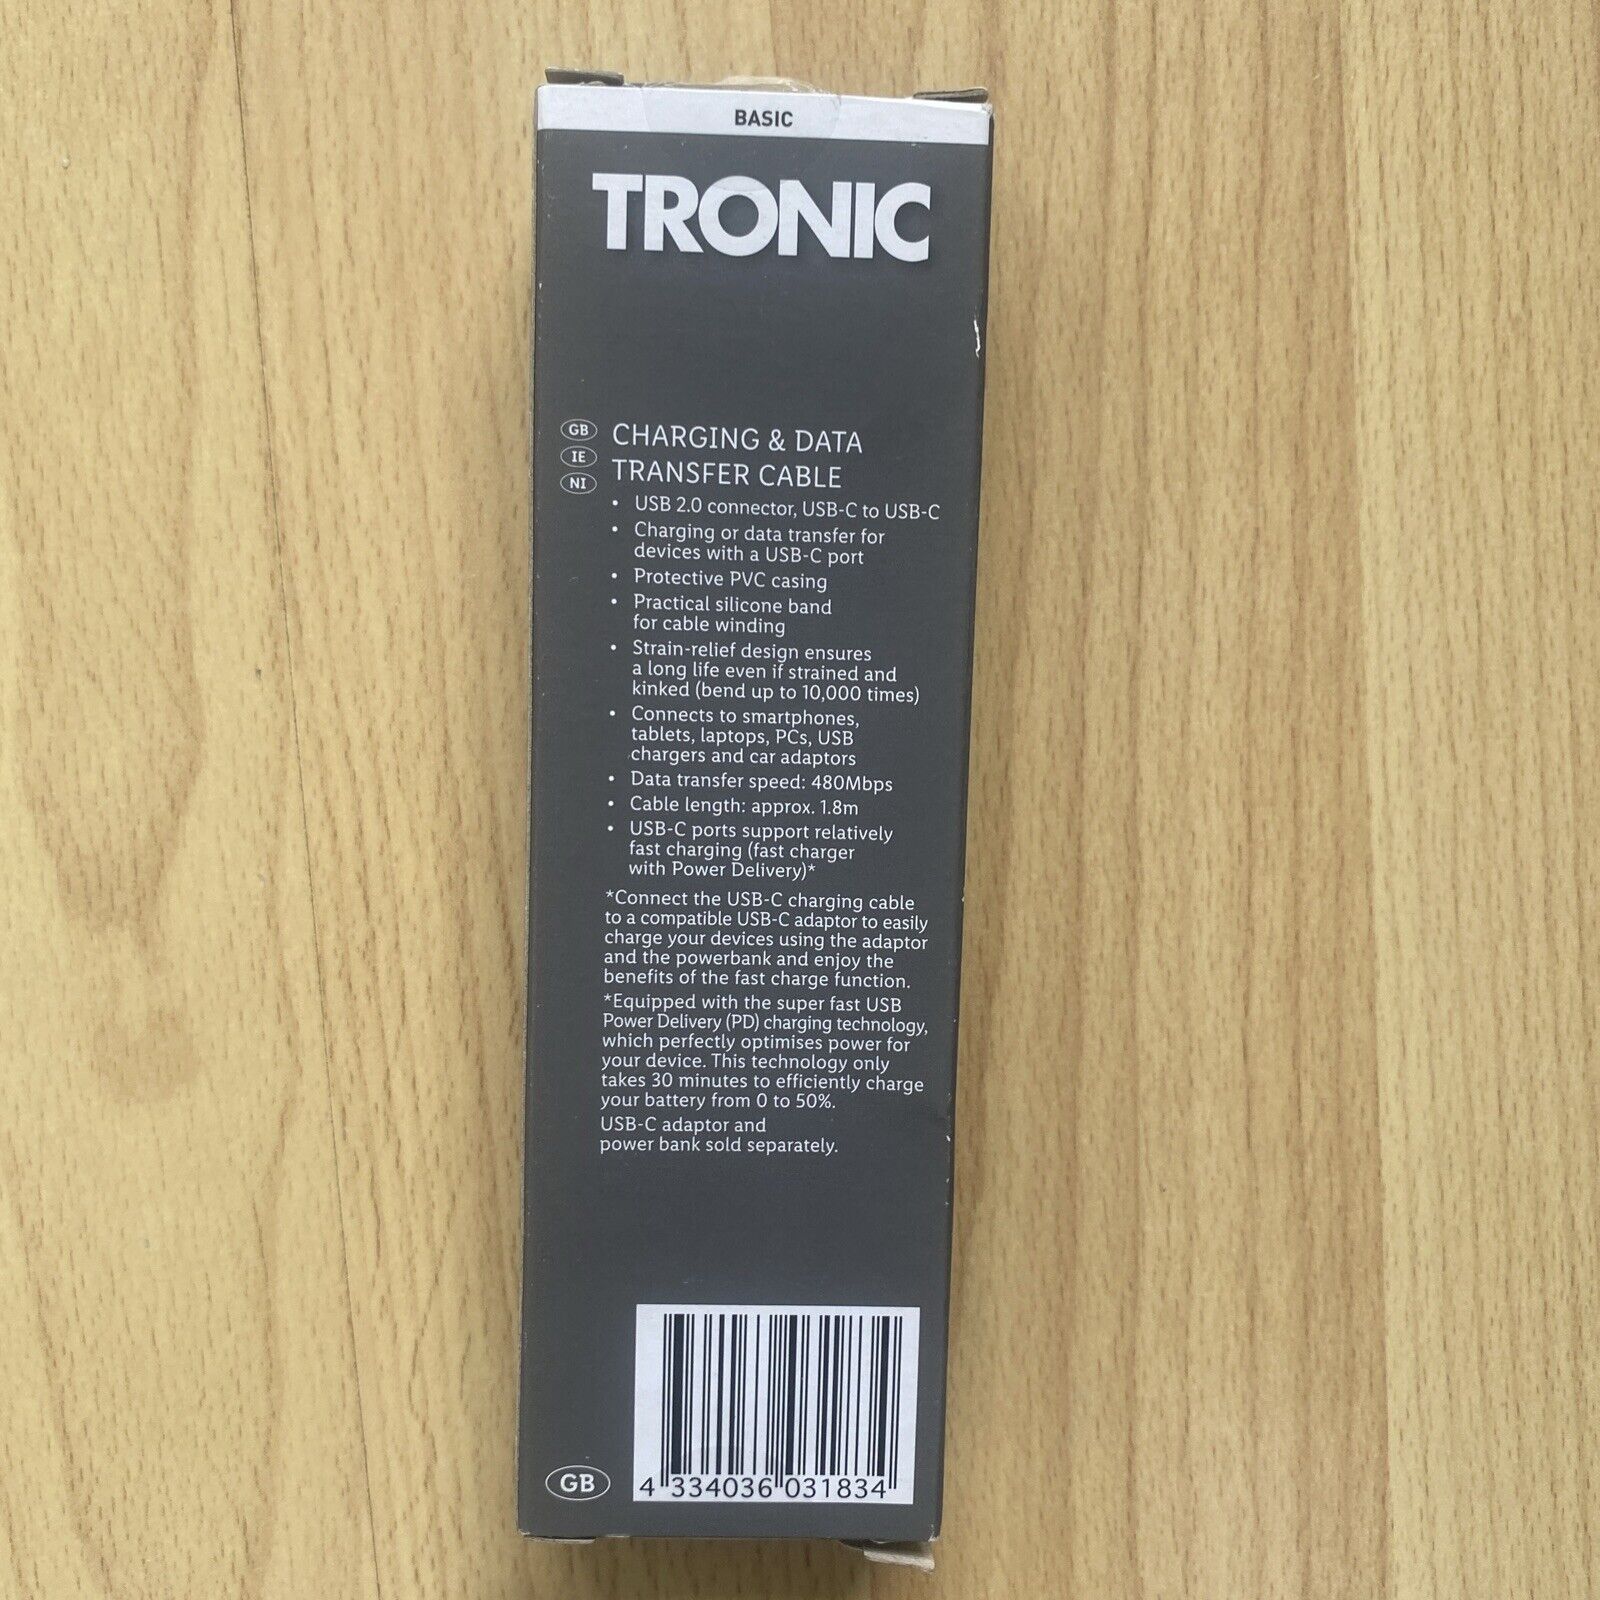 BASIC
TRONIC
GB
IE
NI
CHARGING & DATA
TRANSFER CABLE
• USB 2.0 connector, USB-C to USB-C
• Charging or data transfer for
devices with a USB-C port
• Protective PVC casing
• Practical silicone band
for cable winding
• Strain-relief design ensures
a long life even if strained and
kinked (bend up to 10,000 times)
• Connects to smartphones,
tablets, laptops, PCs, USB
chargers and car adaptors
• Data transfer speed: 480Mbps
• Cable length: approx. 1.8m
• USB-C ports support relatively
fast charging (fast charger
with Power Delivery)*
*Connect the USB-C charging cable
to a compatible USB-C adaptor to easily
charge your devices using the adaptor
and the powerbank and enjoy the
benefits of the fast charge function.
*Equipped with the super fast USB
Power Delivery (PD) charging technology,
which perfectly optimises power for
your device. This technology only
takes 30 minutes to efficiently charge
your battery from 0 to 50%.
USB-C adaptor and
power bank sold separately.
GB
4 334036 031834